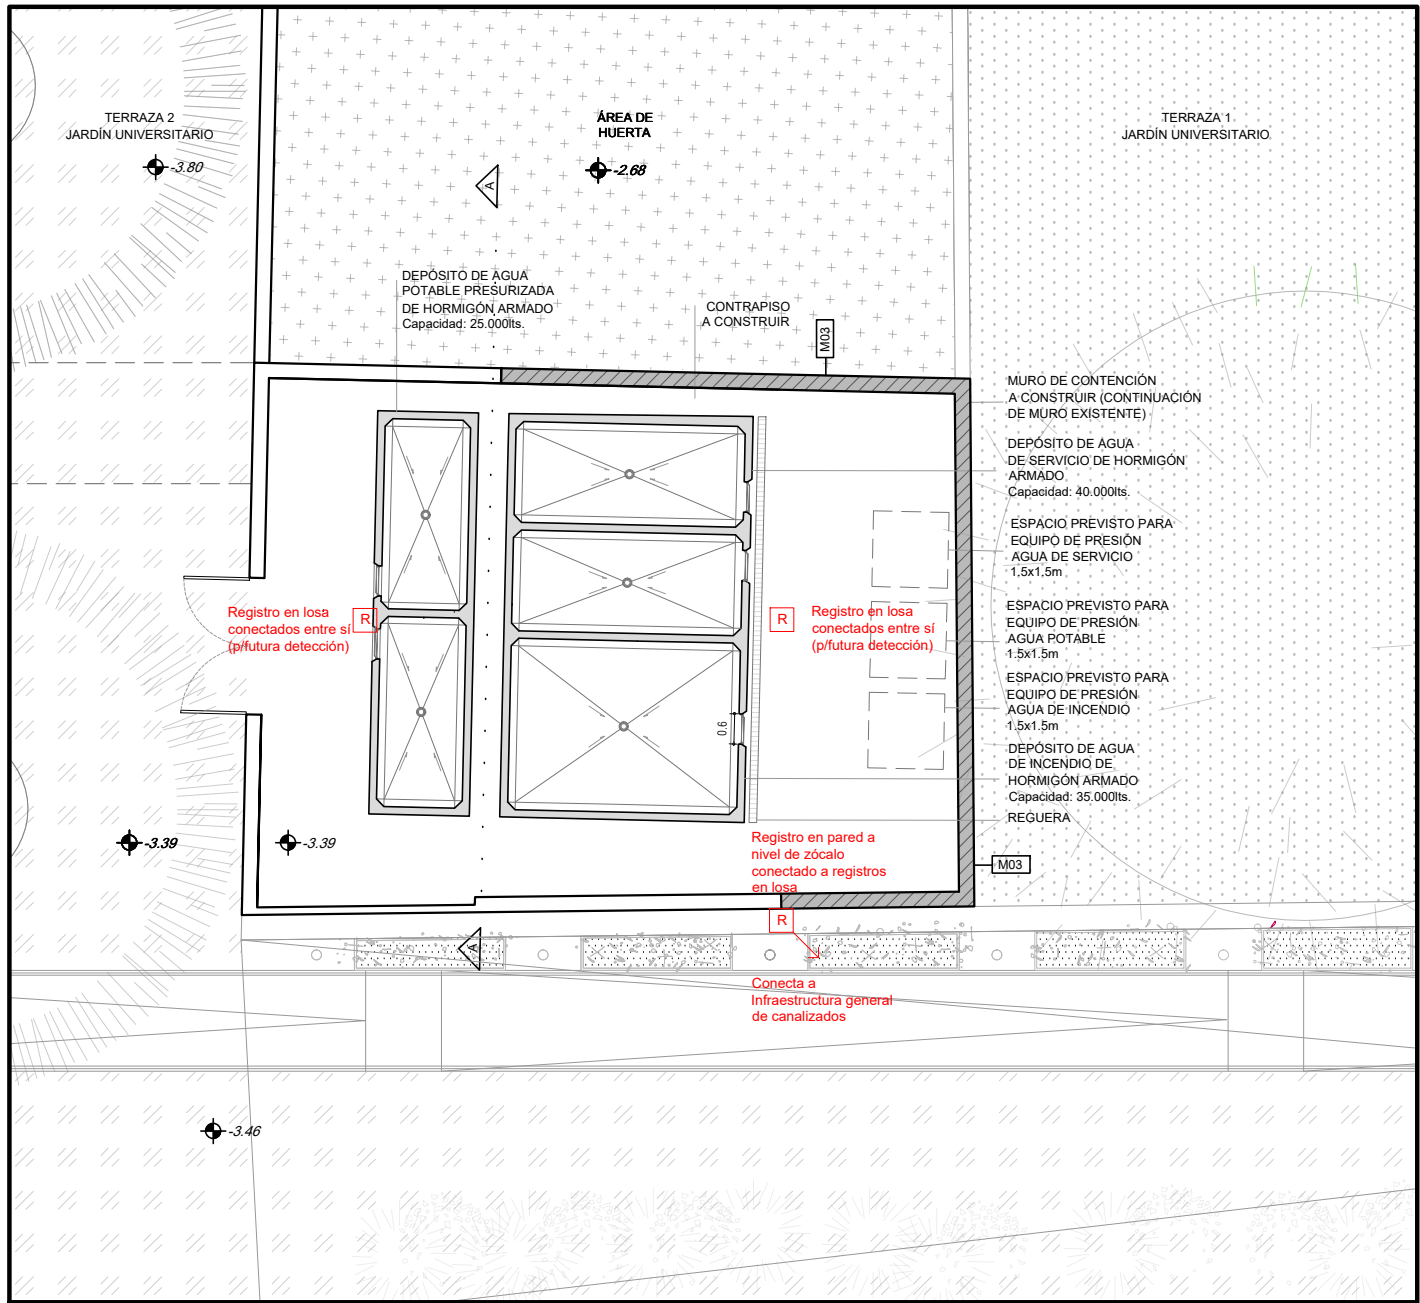 TERRAZA 2
JARDÍN UNIVERSITARIO
-3.80
ÁREA DE
HUERTA
-2.68
TERRAZA 1
JARDÍN UNIVERSITARIO
A
DEPÓSITO DE AGUA
POTABLE PRESURIZADA
DE HORMIGÓN ARMADO
Capacidad: 25.000lts.
CONTRAPISO
A CONSTRUIR
M03
MURO DE CONTENCIÓN
A CONSTRUIR (CONTINUACIÓN
DE MURO EXISTENTE)
DEPÓSITO DE AGUA
DE SERVICIO DE HORMIGÓN
ARMADO
Capacidad: 40.000lts.
ESPACIO PREVISTO PARA
EQUIPO DE PRESIÓN
AGUA DE SERVICIO
1.5x1.5m
ESPACIO PREVISTO PARA
EQUIPO DE PRESIÓN
AGUA POTABLE
1.5x1.5m
ESPACIO PREVISTO PARA
EQUIPO DE PRESIÓN
AGUA DE INCENDIO
1.5x1.5m
DEPÓSITO DE AGUA
DE INCENDIO DE
HORMIGÓN ARMADO
Capacidad: 35.000lts.
REGUERA
Registro en losa
conectados entre sí
(p/futura detección)
R
R
Registro en losa
conectados entre sí
(p/futura detección)
0.6
-3.39
-3.39
Registro en pared a
nivel de zócalo
conectado a registros
en losa
M03
R
A
Conecta a
Infraestructura general
de canalizados
-3.46